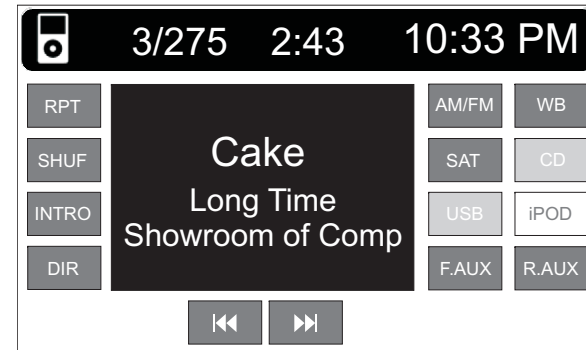 3/275 2:43 10:33 PM
RPT
SHUF
INTRO
DIR
Cake
Long Time
Showroom of Comp
AM/FM WB
SAT CD
USB iPOD
F.AUX R.AUX